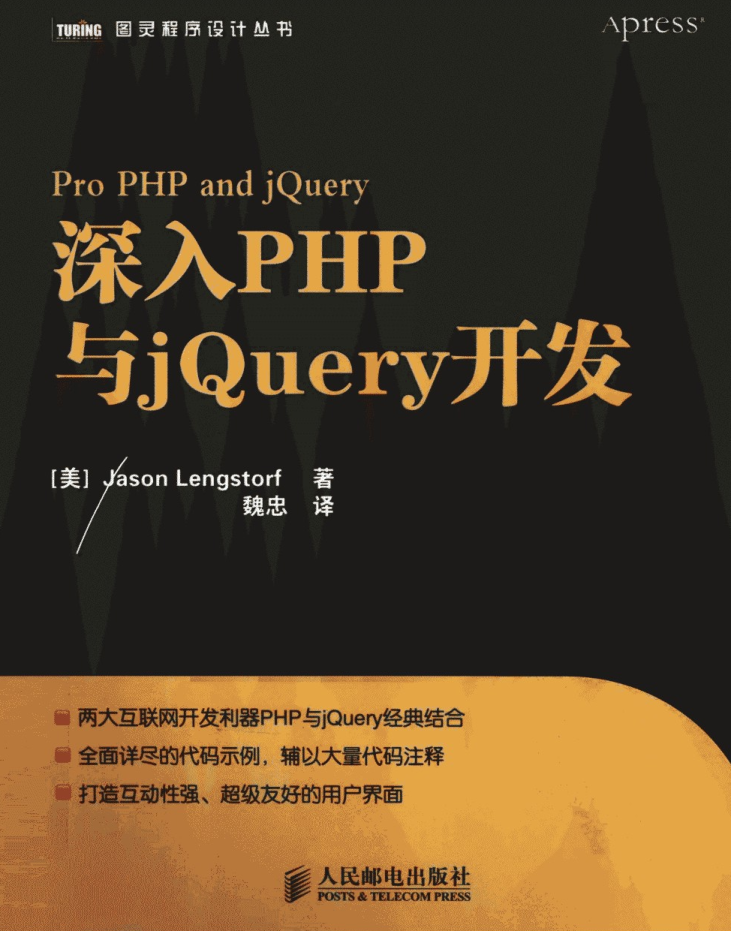 TURING 图灵程序设计丛书
Apress®
Pro PHP and jQuery
深入PHP
与jQuery开发
[美] Jason Lengstorf 著
魏忠 译
两大互联网开发利器PHP与jQuery经典结合
全面详尽的代码示例，辅以大量代码注释
打造互动性强、超级友好的用户界面
人民邮电出版社
POSTS & TELECOM PRESS